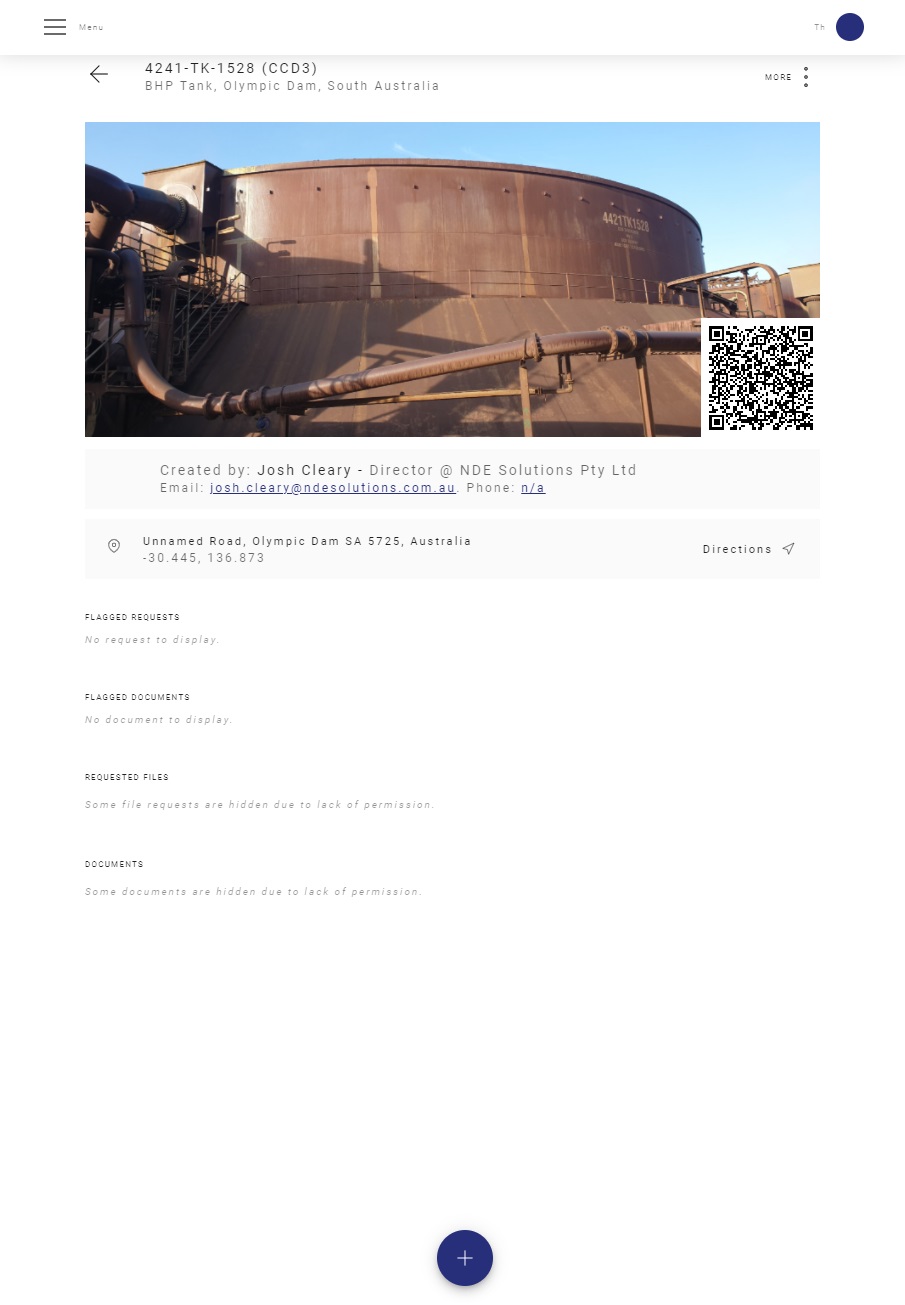 Menu
Th
4241-TK-1528 (CCD3)
BHP Tank, Olympic Dam, South Australia
MORE
4421TK1528
Created by: Josh Cleary - Director @ NDE Solutions Pty Ltd
Email: josh.cleary@ndesolutions.com.au. Phone: n/a
Unnamed Road, Olympic Dam SA 5725, Australia
-30.445, 136.873
Directions
FLAGGED REQUESTS
No request to display.
FLAGGED DOCUMENTS
No document to display.
REQUESTED FILES
Some file requests are hidden due to lack of permission.
DOCUMENTS
Some documents are hidden due to lack of permission.